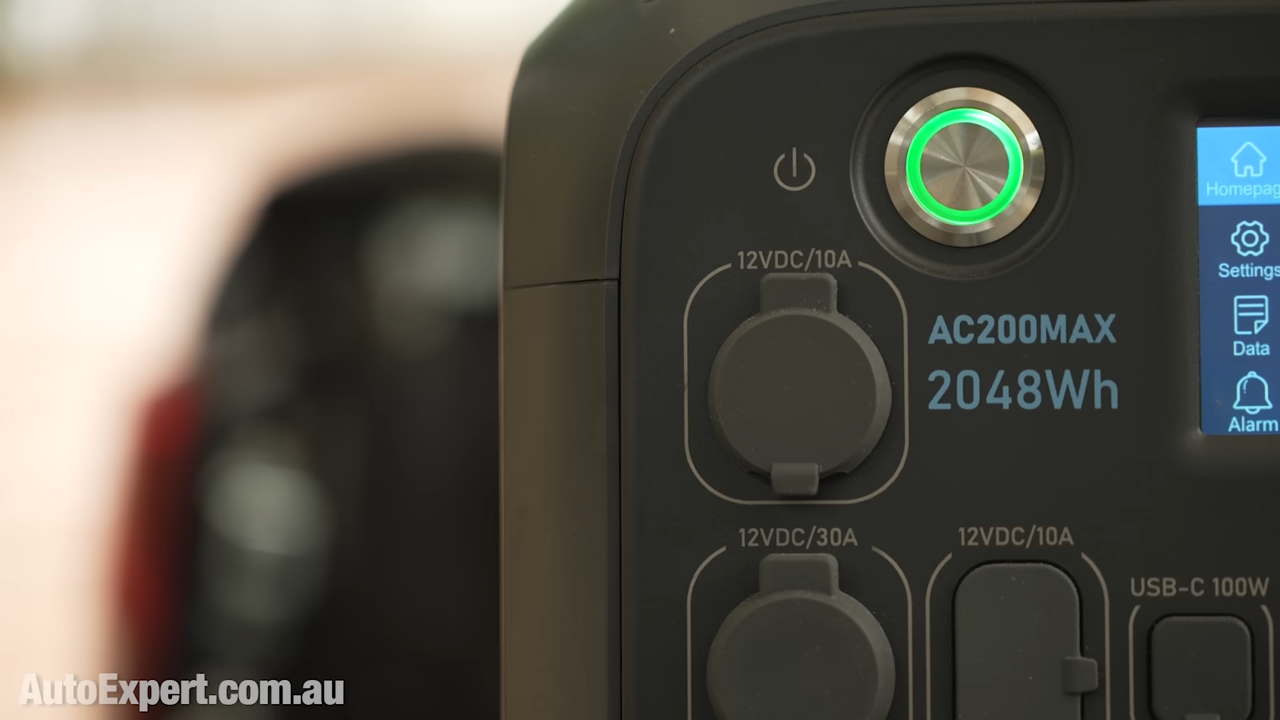 12VDC/10A
AC200MAX
2048Wh
Homepag
Settings
Data
Alarm
12VDC/30A
12VDC/10A
USB-C 100W
AutoExpert.com.au